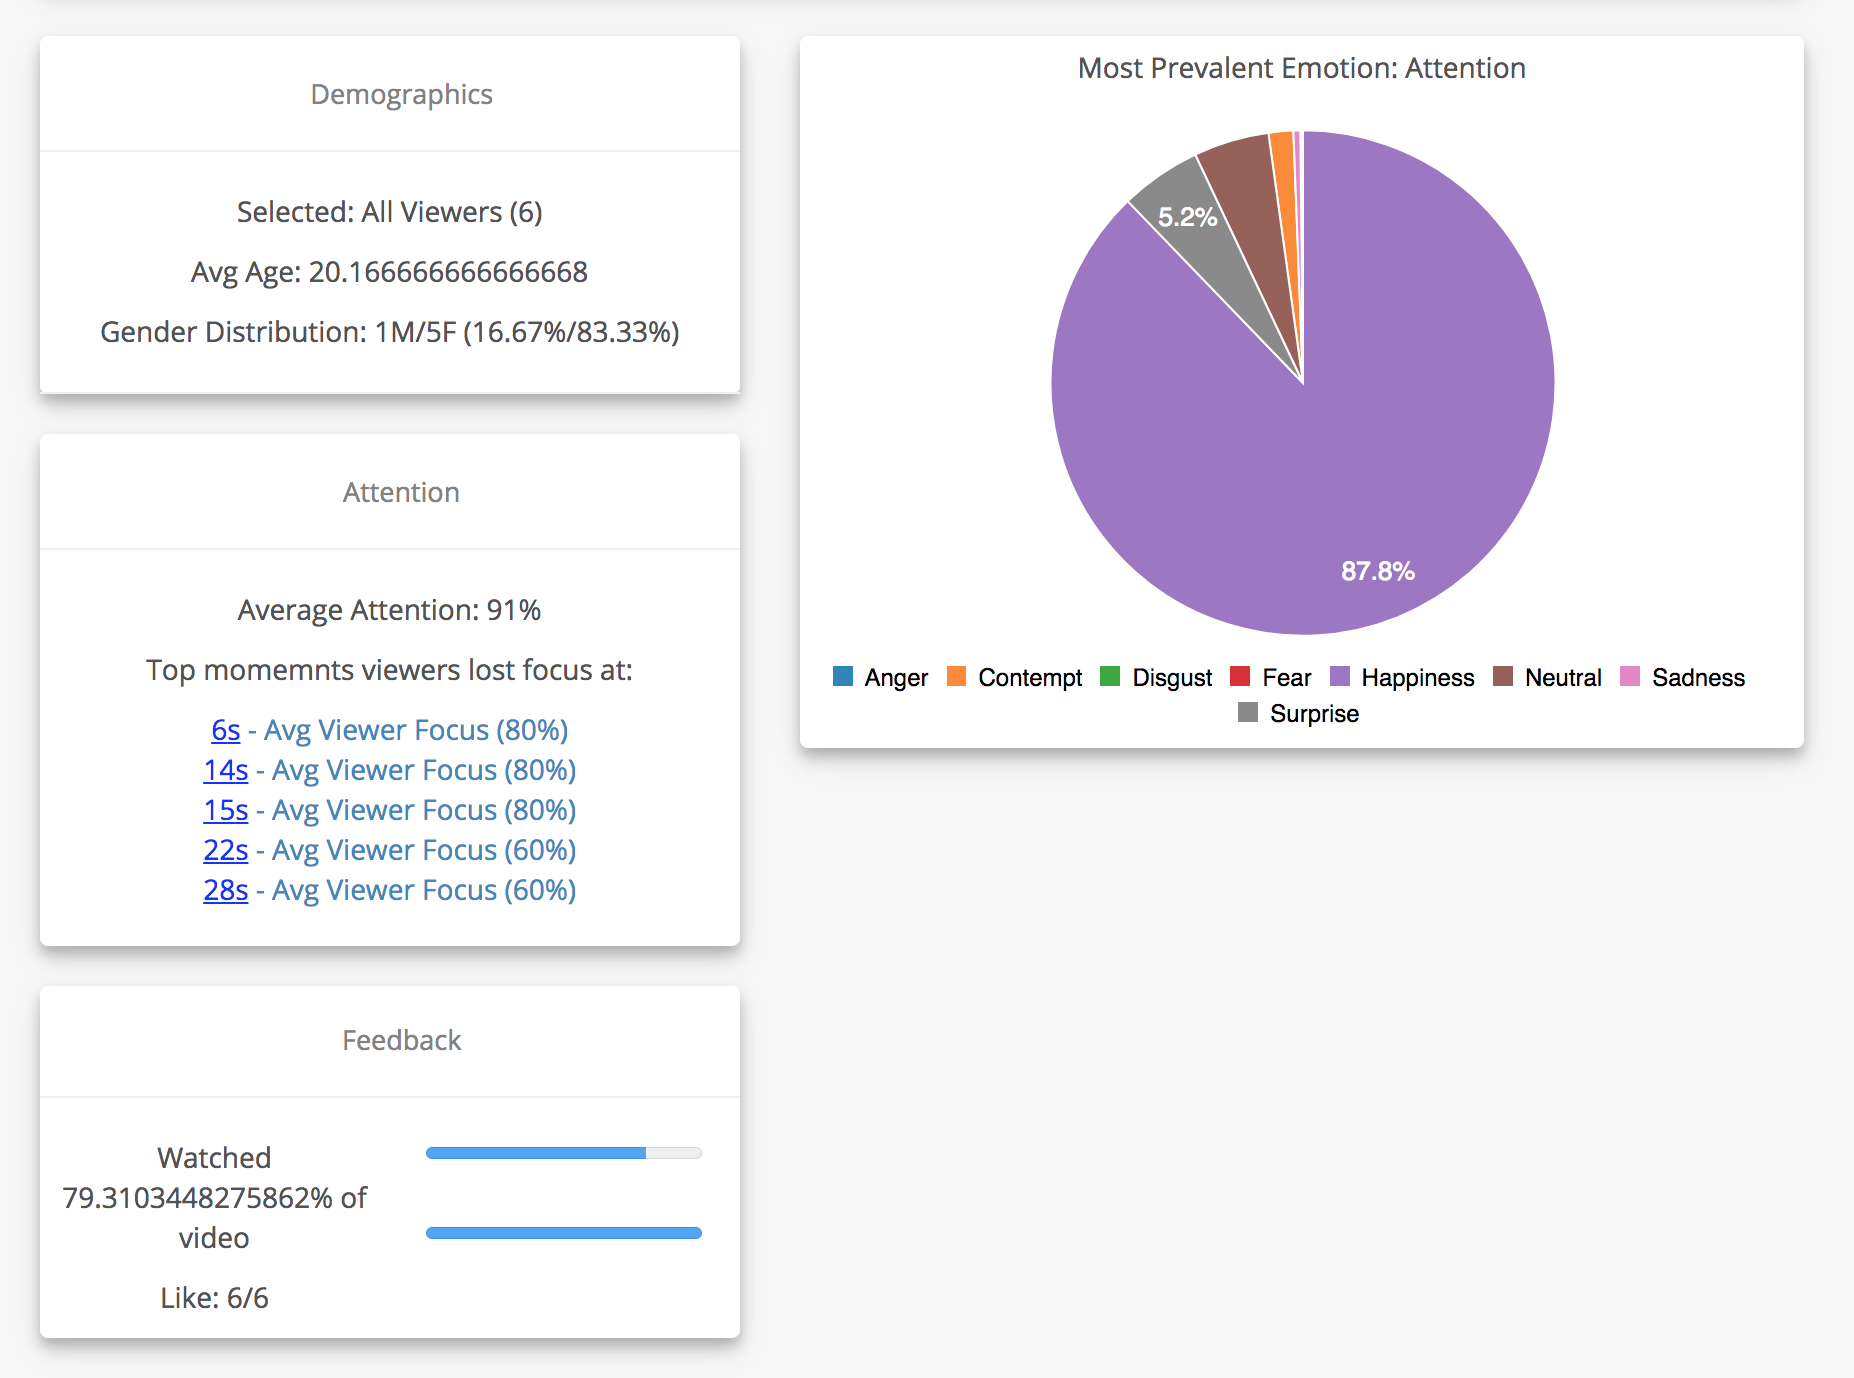 Demographics
Selected: All Viewers (6)
Avg Age: 20.166666666666668
Gender Distribution: 1M/5F (16.67%/83.33%)
Attention
Average Attention: 91%
Top momemnts viewers lost focus at:
6s - Avg Viewer Focus (80%)
14s - Avg Viewer Focus (80%)
15s - Avg Viewer Focus (80%)
22s - Avg Viewer Focus (60%)
28s - Avg Viewer Focus (60%)
Feedback
Watched
79.3103448275862% of
video
Like: 6/6
Most Prevalent Emotion: Attention
5.2%
87.8%
Anger Contempt Disgust Fear Happiness Neutral Sadness
Surprise